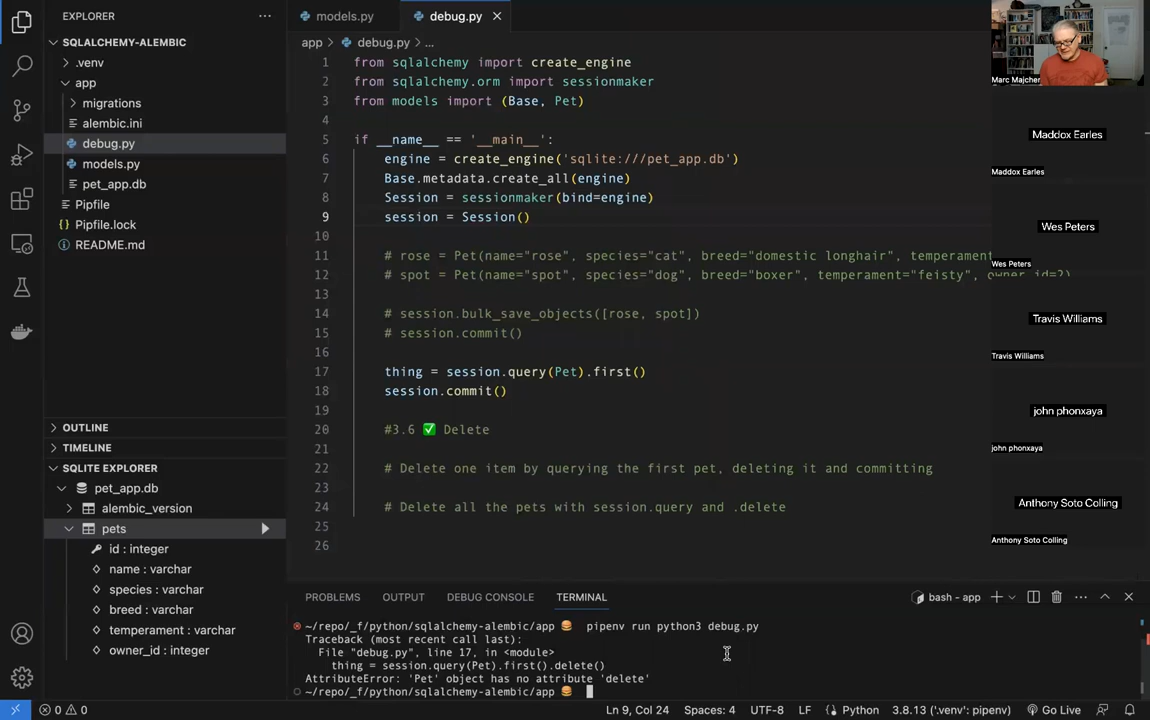 EXPLORER
SQLALCHEMY-ALEMBIC
.venv
app
migrations
alembic.ini
debug.py
models.py
pet_app.db
Pipfile
Pipfile.lock
README.md
OUTLINE
TIMELINE
SQLITE EXPLORER
pet_app.db
alembic_version
pets
id : integer
name : varchar
species : varchar
breed : varchar
temperament : varchar
owner_id : integer
models.py
debug.py
app > debug.py > ...
1 from sqlalchemy import create_engine
2 from sqlalchemy.orm import sessionmaker
3 from models import (Base, Pet)
4
5 if __name__ == '__main__':
6 engine = create_engine('sqlite:///pet_app.db')
7 Base.metadata.create_all(engine)
8 Session = sessionmaker(bind=engine)
9 session = Session()
10
11 # rose = Pet(name="rose", species="cat", breed="domestic longhair", temperament
12 # spot = Pet(name="spot", species="dog", breed="boxer", temperament="feisty", owner_id=2)
13
14 # session.bulk_save_objects([rose, spot])
15 # session.commit()
16
17 thing = session.query(Pet).first()
18 session.commit()
19
20 #3.6 ✅ Delete
21
22 # Delete one item by querying the first pet, deleting it and committing
23
24 # Delete all the pets with session.query and .delete
25
26
PROBLEMS OUTPUT DEBUG CONSOLE TERMINAL
bash - app
~/repo/_f/python/sqlalchemy-alembic/app 🍔 pipenv run python3 debug.py
Traceback (most recent call last):
File "debug.py", line 17, in <module>
thing = session.query(Pet).first().delete()
AttributeError: 'Pet' object has no attribute 'delete'
~/repo/_f/python/sqlalchemy-alembic/app 🍔
Marc Majcher
Maddox Earles
Maddox Earles
Wes Peters
Wes Peters
Travis Williams
Travis Williams
john phonxaya
john phonxaya
Anthony Soto Colling
Anthony Soto Colling
0 0
Ln 9, Col 24 Spaces: 4 UTF-8 LF Python 3.8.13 ('.venv': pipenv) Go Live